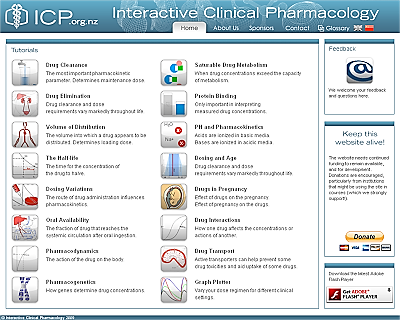 ICP.org.nz
Interactive Clinical Pharmacology
Home
About Us
Sponsors
Contact
Glossary
Tutorials
Drug Clearance
The most important pharmacokinetic
parameter. Determines maintenance dose.
Drug Elimination
Drug clearance and dose
requirements vary markedly throughout life
Volume of Distribution
The volume into which a drug appears to be
distributed. Determines loading dose.
The Half-life
The time for the concentration of
the drug to halve.
Dosing Variations
The route of drug administration influences
pharmacokinetics.
Oral Availability
The fraction of drug that reaches the
systemic circulation after oral ingestion
Pharmacodynamics
The action of the drug on the body
Pharmacogenetics
How genes determine drug concentrations.
Saturable Drug Metabolism
When drug concentrations exceed the capacity
of metabolism.
Protein Binding
Only important in interpreting
measured drug concentrations.
H+
Na+
PH and Pharmacokinetics
Acids are ionized in basic media
Bases are ionized in acidic media
Dosing and Age
Drug clearance and dose
requirements vary markedly throughout life
Drugs in Pregnancy
Effect of drugs on the pregnancy
Effect of pregnancy on the drugs.
Drug Interactions
How one drug affects the concentrations or
actions of another.
Drug Transport
Active transporters can help prevent some
drug toxicities and aid uptake of some drugs
Graph Plotter
Vary your dose regimen for different clinical
settings.
Feedback
@
We welcome your feedback
and questions here.
Keep this
website alive!
The website needs continued
funding to remain available,
and for development.
Donations are encouraged,
particularly from institutions
that might be using the site in
courses (which we strongly
support!).
Donate
VISA
Download the latest Adobe
Flash Player
Get ADOBE
FLASH PLAYER
© Interactive Clinical Pharmacology 2006